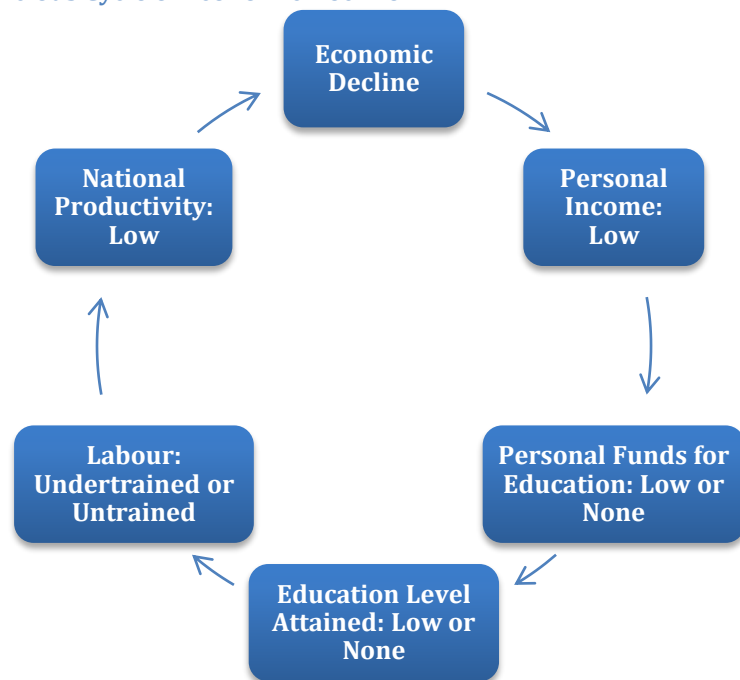 Economic
Decline
Personal
Income:
Low
Personal Funds for
Education: Low or
None
Education Level
Attained: Low or
None
Labour:
Undertrained or
Untrained
National
Productivity:
Low